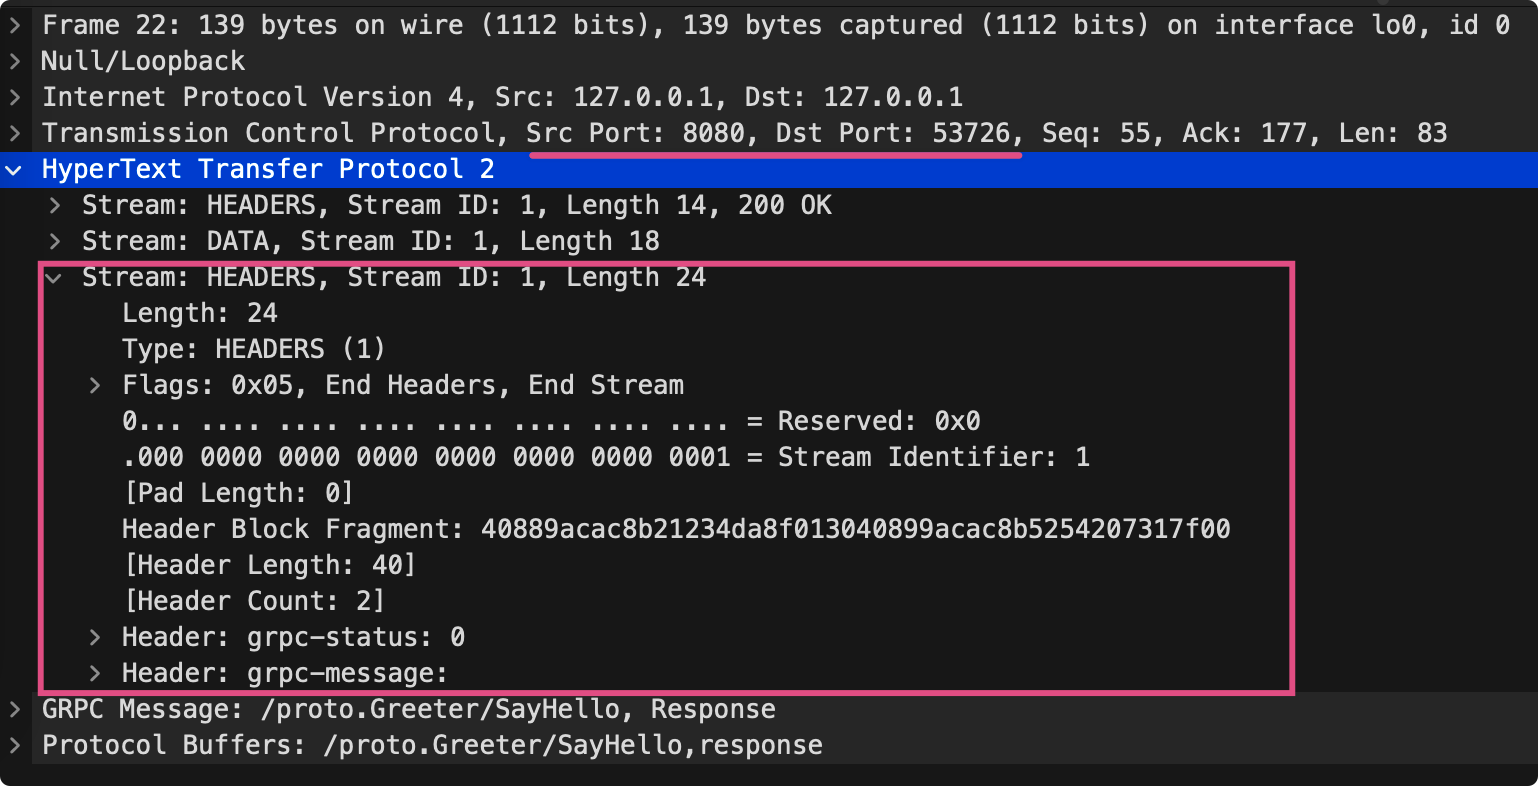 Frame 22: 139 bytes on wire (1112 bits), 139 bytes captured (1112 bits) on interface lo0, id 0
Null/Loopback
Internet Protocol Version 4, Src: 127.0.0.1, Dst: 127.0.0.1
Transmission Control Protocol, Src Port: 8080, Dst Port: 53726, Seq: 55, Ack: 177, Len: 83
HyperText Transfer Protocol 2
Stream: HEADERS, Stream ID: 1, Length 14, 200 OK
Stream: DATA, Stream ID: 1, Length 18
Stream: HEADERS, Stream ID: 1, Length 24
Length: 24
Type: HEADERS (1)
Flags: 0x05, End Headers, End Stream
0... .... .... .... .... .... .... .... = Reserved: 0x0
.000 0000 0000 0000 0000 0000 0000 0001 = Stream Identifier: 1
[Pad Length: 0]
Header Block Fragment: 40889acac8b21234da8f013040899acac8b5254207317f00
[Header Length: 40]
[Header Count: 2]
Header: grpc-status: 0
Header: grpc-message:
GRPC Message: /proto.Greeter/SayHello, Response
Protocol Buffers: /proto.Greeter/SayHello,response